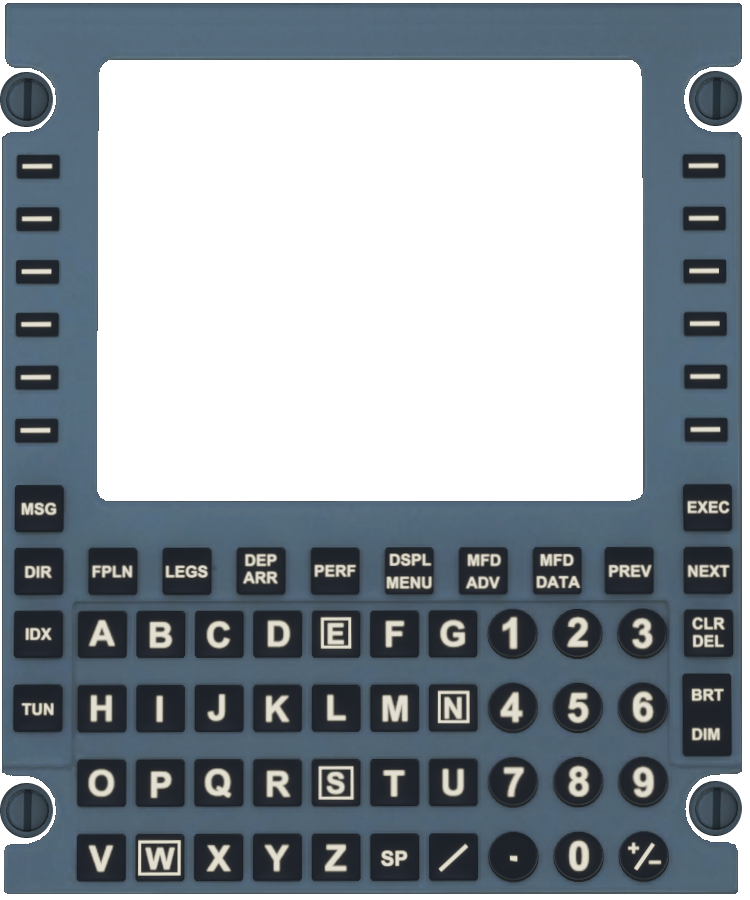 MSG
EXEC
DIR
FPLN
LEGS
DEP
ARR
PERF
DSPL
MENU
MFD
ADV
MFD
DATA
PREV
NEXT
IDX
A B C D E F G 1 2 3
CLR
DEL
TUN
H I J K L M N 4 5 6
BRT
DIM
O P Q R S T U 7 8 9
V W X Y Z SP / . 0 +/-